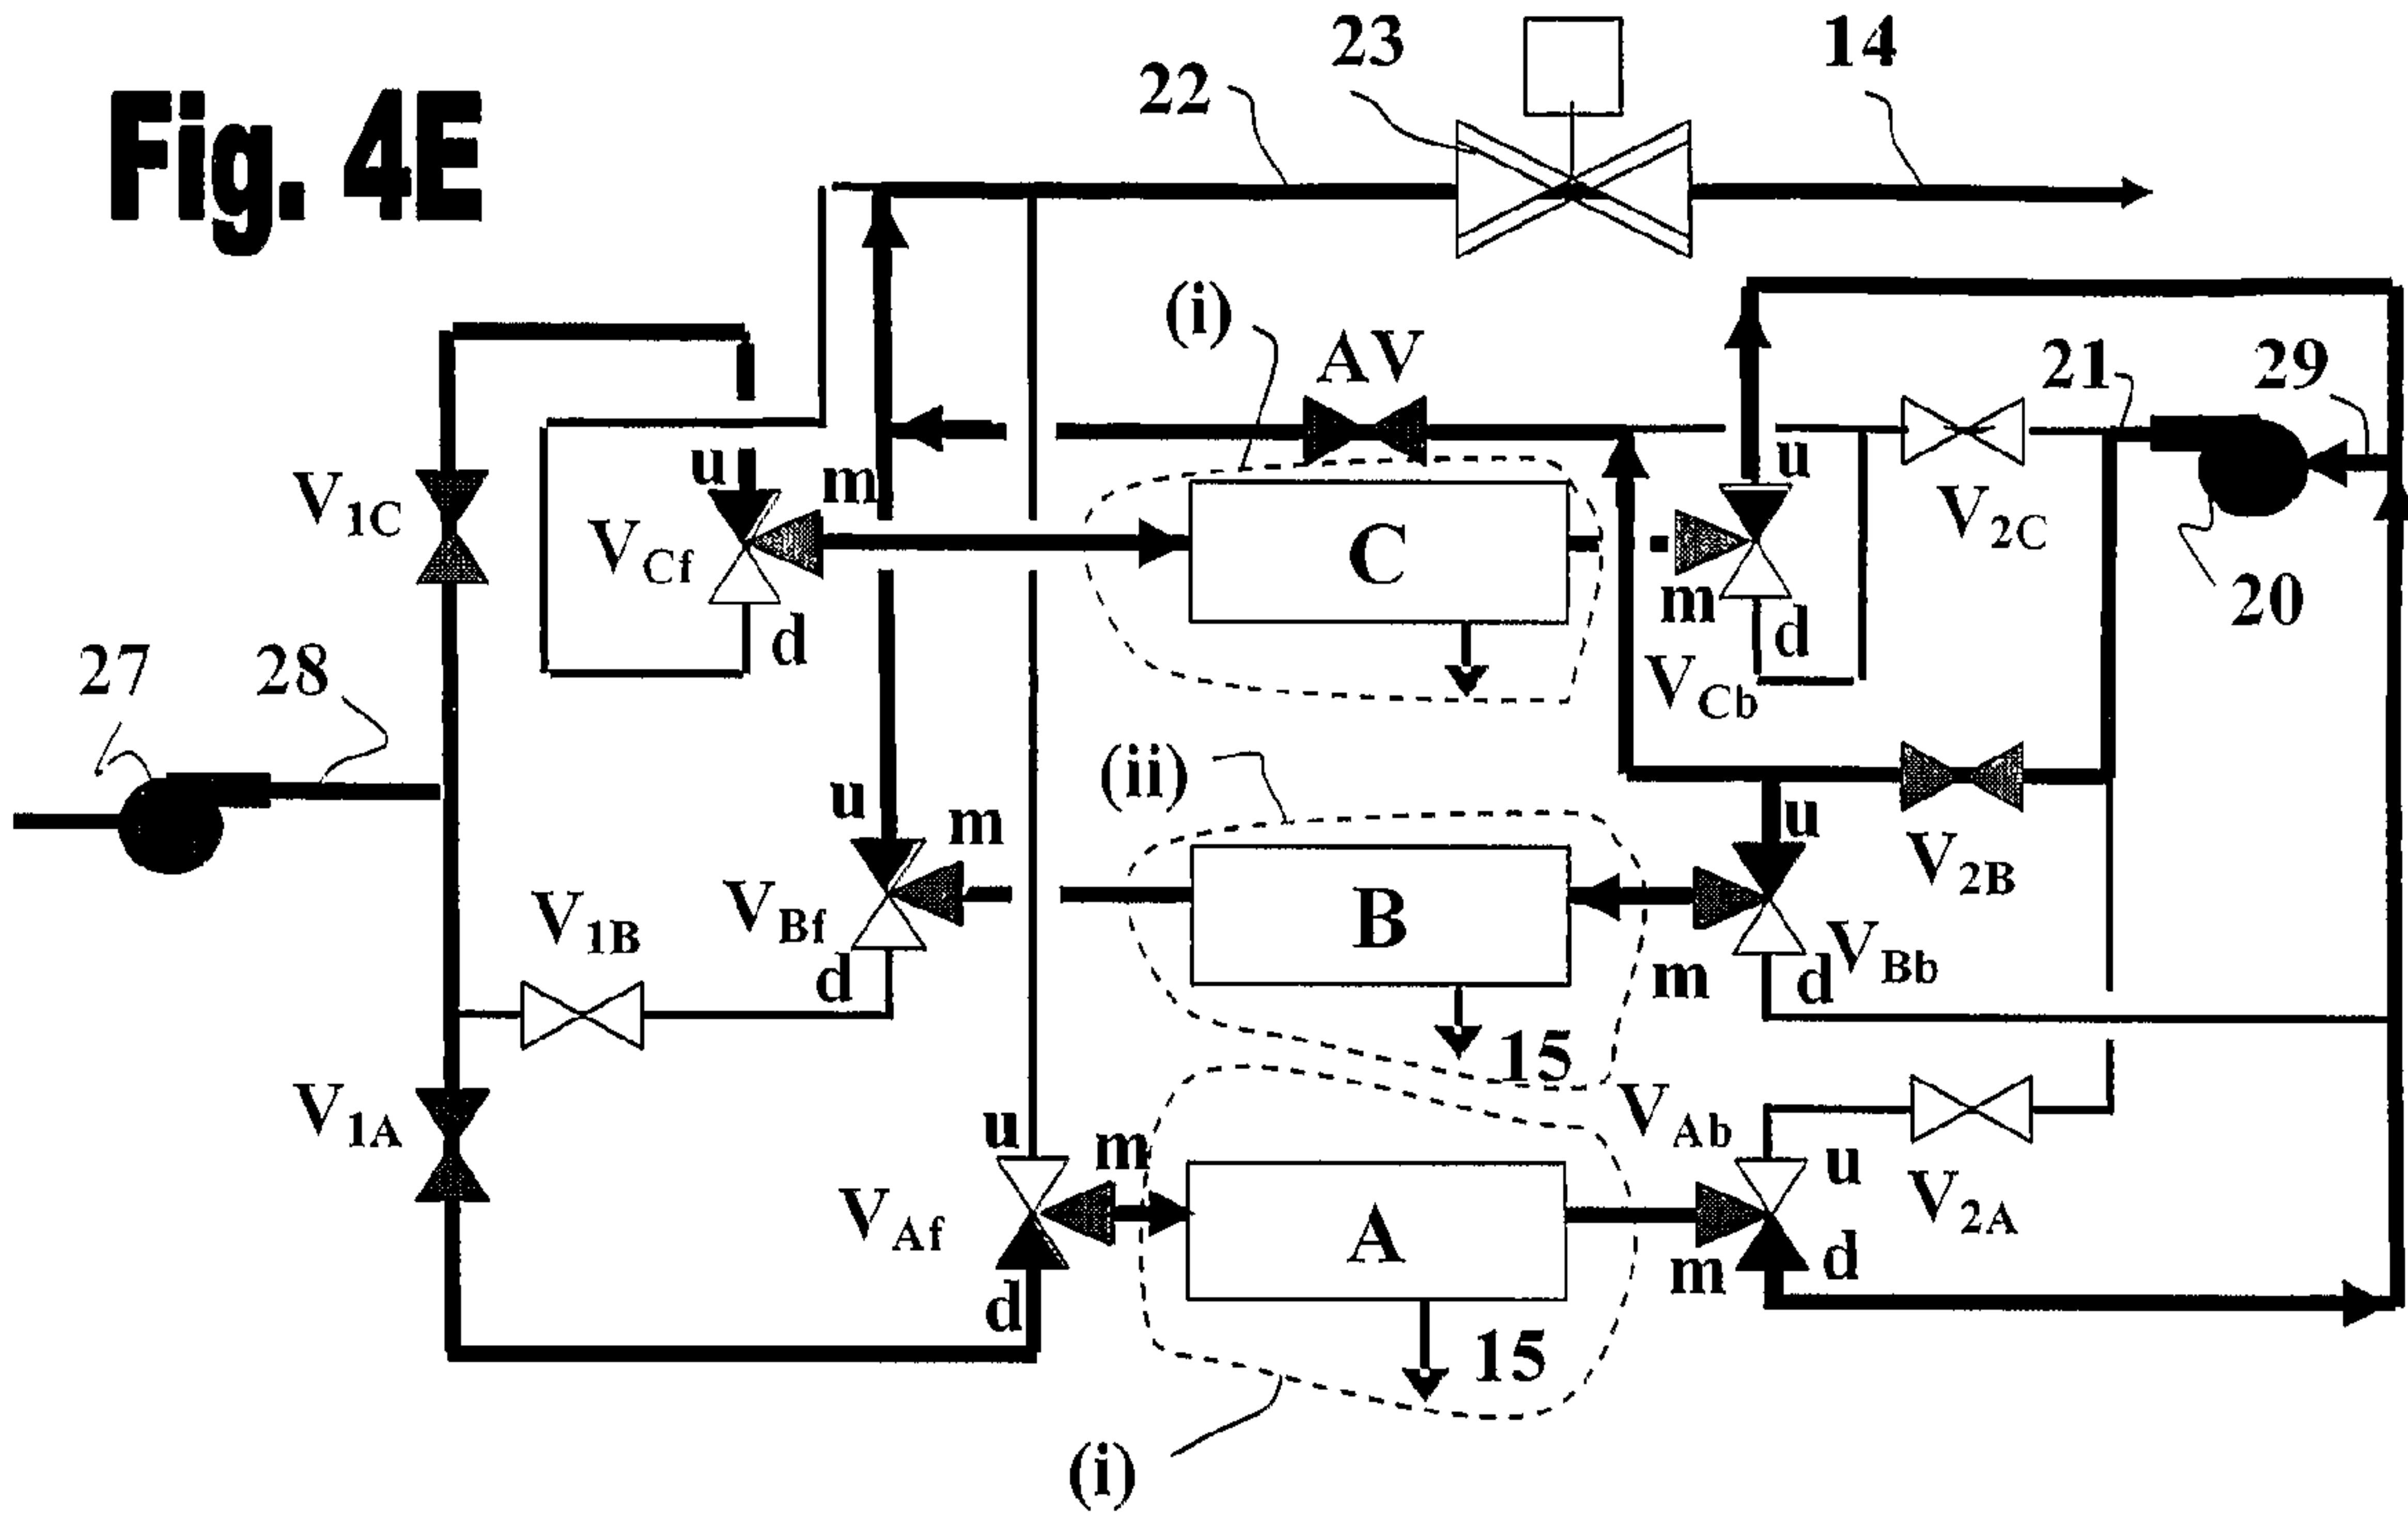 Fig. 4E
22
23
14
(i)
AV
21
29
u
m
u
V1C
VCf
C
V2C
m
20
d
d
VCb
27
28
(ii)
u
m
u
V2B
V1B
VBf
B
d
m
d
VBb
15
V1A
VAb
u
m
u
VAf
A
V2A
d
m
d
15
(i)